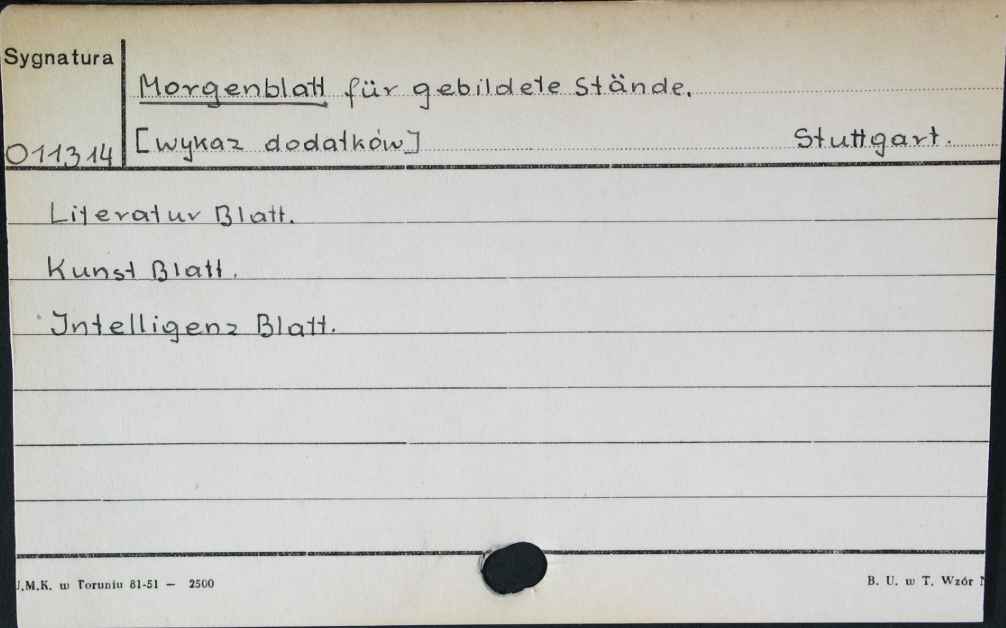 Sygnatura
Morgenblatt für gebildete Stände.
011314 [wykaz dodatków] Stuttgart.
Literatur Blatt.
Kunst Blatt.
Intelligenz Blatt.
U.M.K. w Toruniu 81-51 — 2500 B. U. w T. Wzór